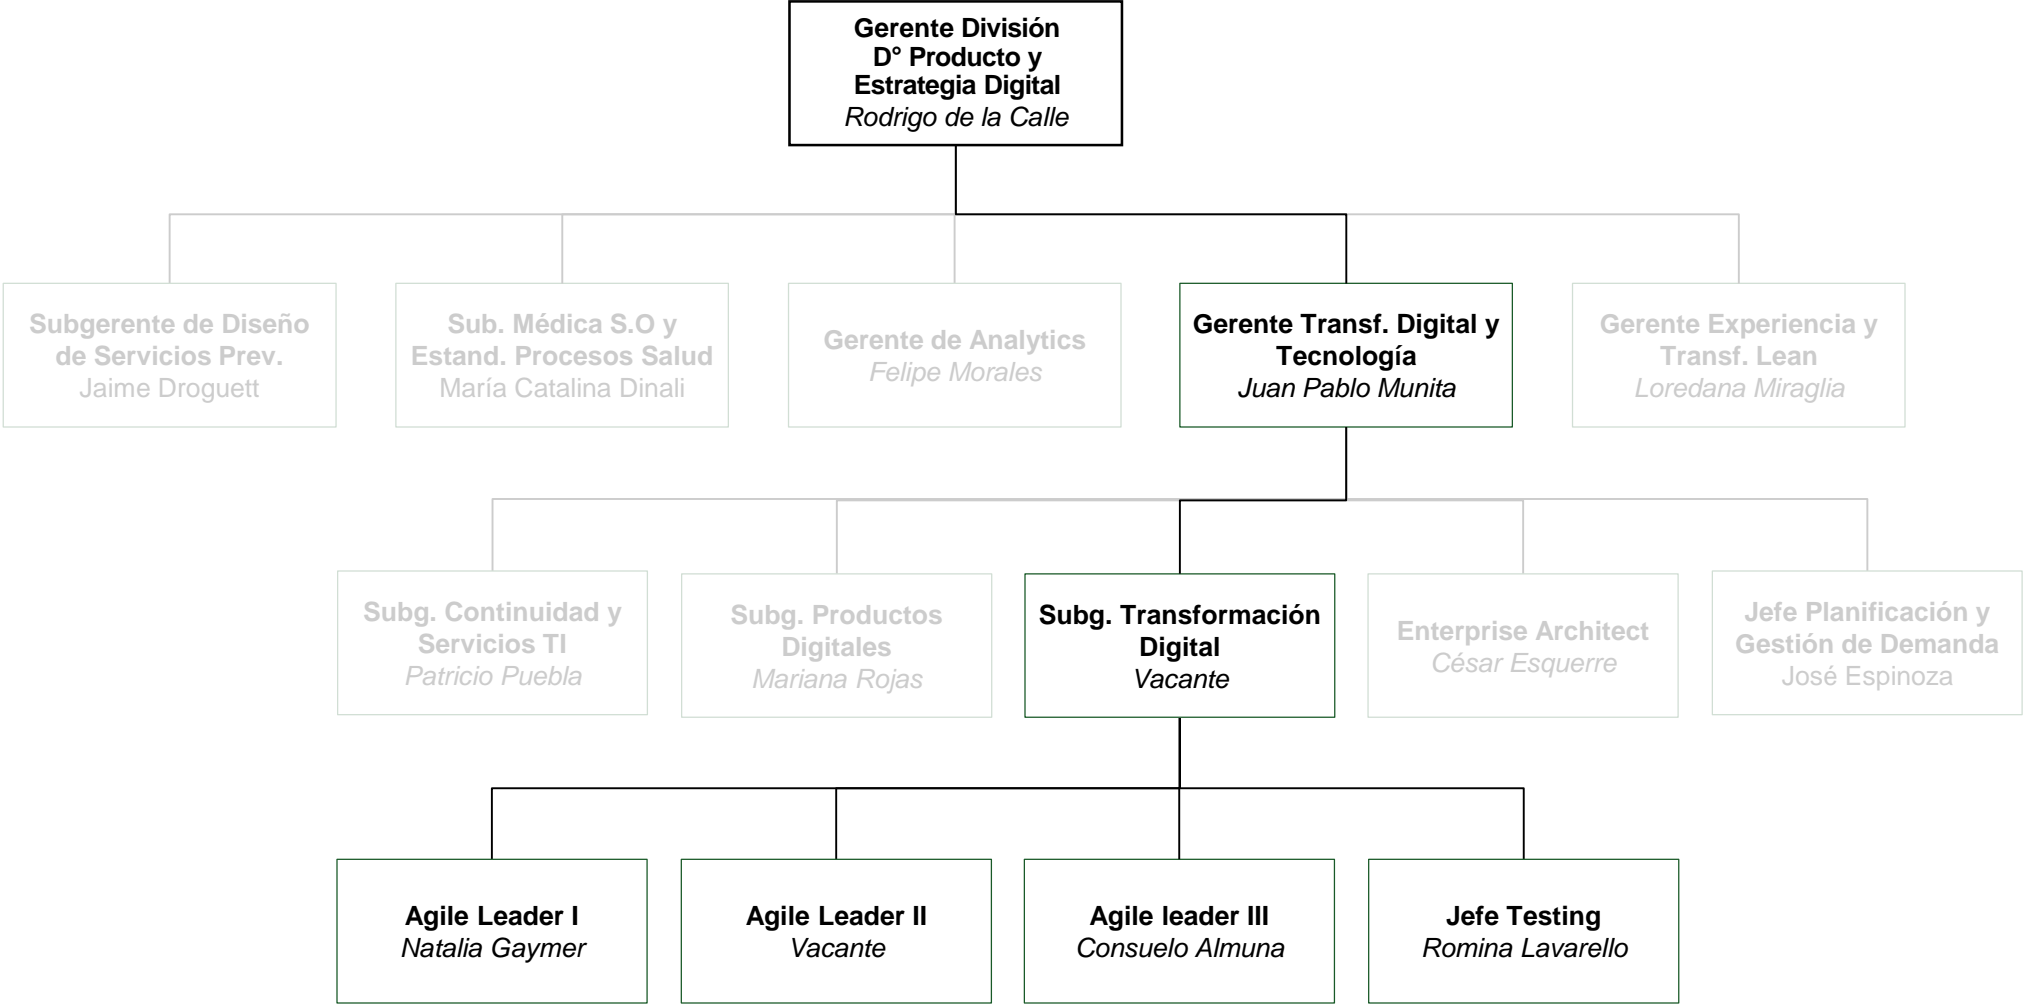 Gerente División
D° Producto y
Estrategia Digital
Rodrigo de la Calle
Subgerente de Diseño
de Servicios Prev.
Jaime Droguett
Sub. Médica S.O y
Estand. Procesos Salud
María Catalina Dinali
Gerente de Analytics
Felipe Morales
Gerente Transf. Digital y
Tecnología
Juan Pablo Munita
Gerente Experiencia y
Transf. Lean
Loredana Miraglia
Subg. Continuidad y
Servicios TI
Patricio Puebla
Subg. Productos
Digitales
Mariana Rojas
Subg. Transformación
Digital
Vacante
Enterprise Architect
César Esquerre
Jefe Planificación y
Gestión de Demanda
José Espinoza
Agile Leader I
Natalia Gaymer
Agile Leader II
Vacante
Agile leader III
Consuelo Almuna
Jefe Testing
Romina Lavarello